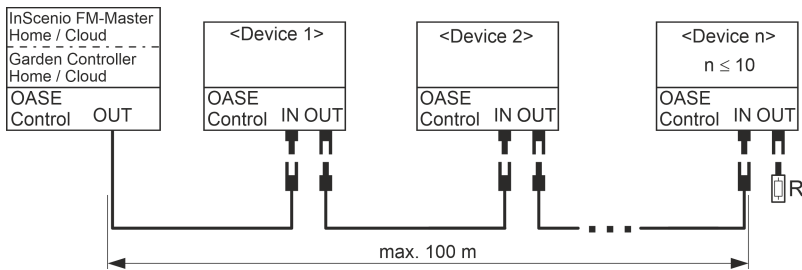 InScenio FM-Master
Home / Cloud
Garden Controller
Home / Cloud
OASE
Control OUT
<Device 1>
OASE
Control IN OUT
<Device 2>
OASE
Control IN OUT
<Device n>
n ≤ 10
OASE
Control IN OUT
R
max. 100 m